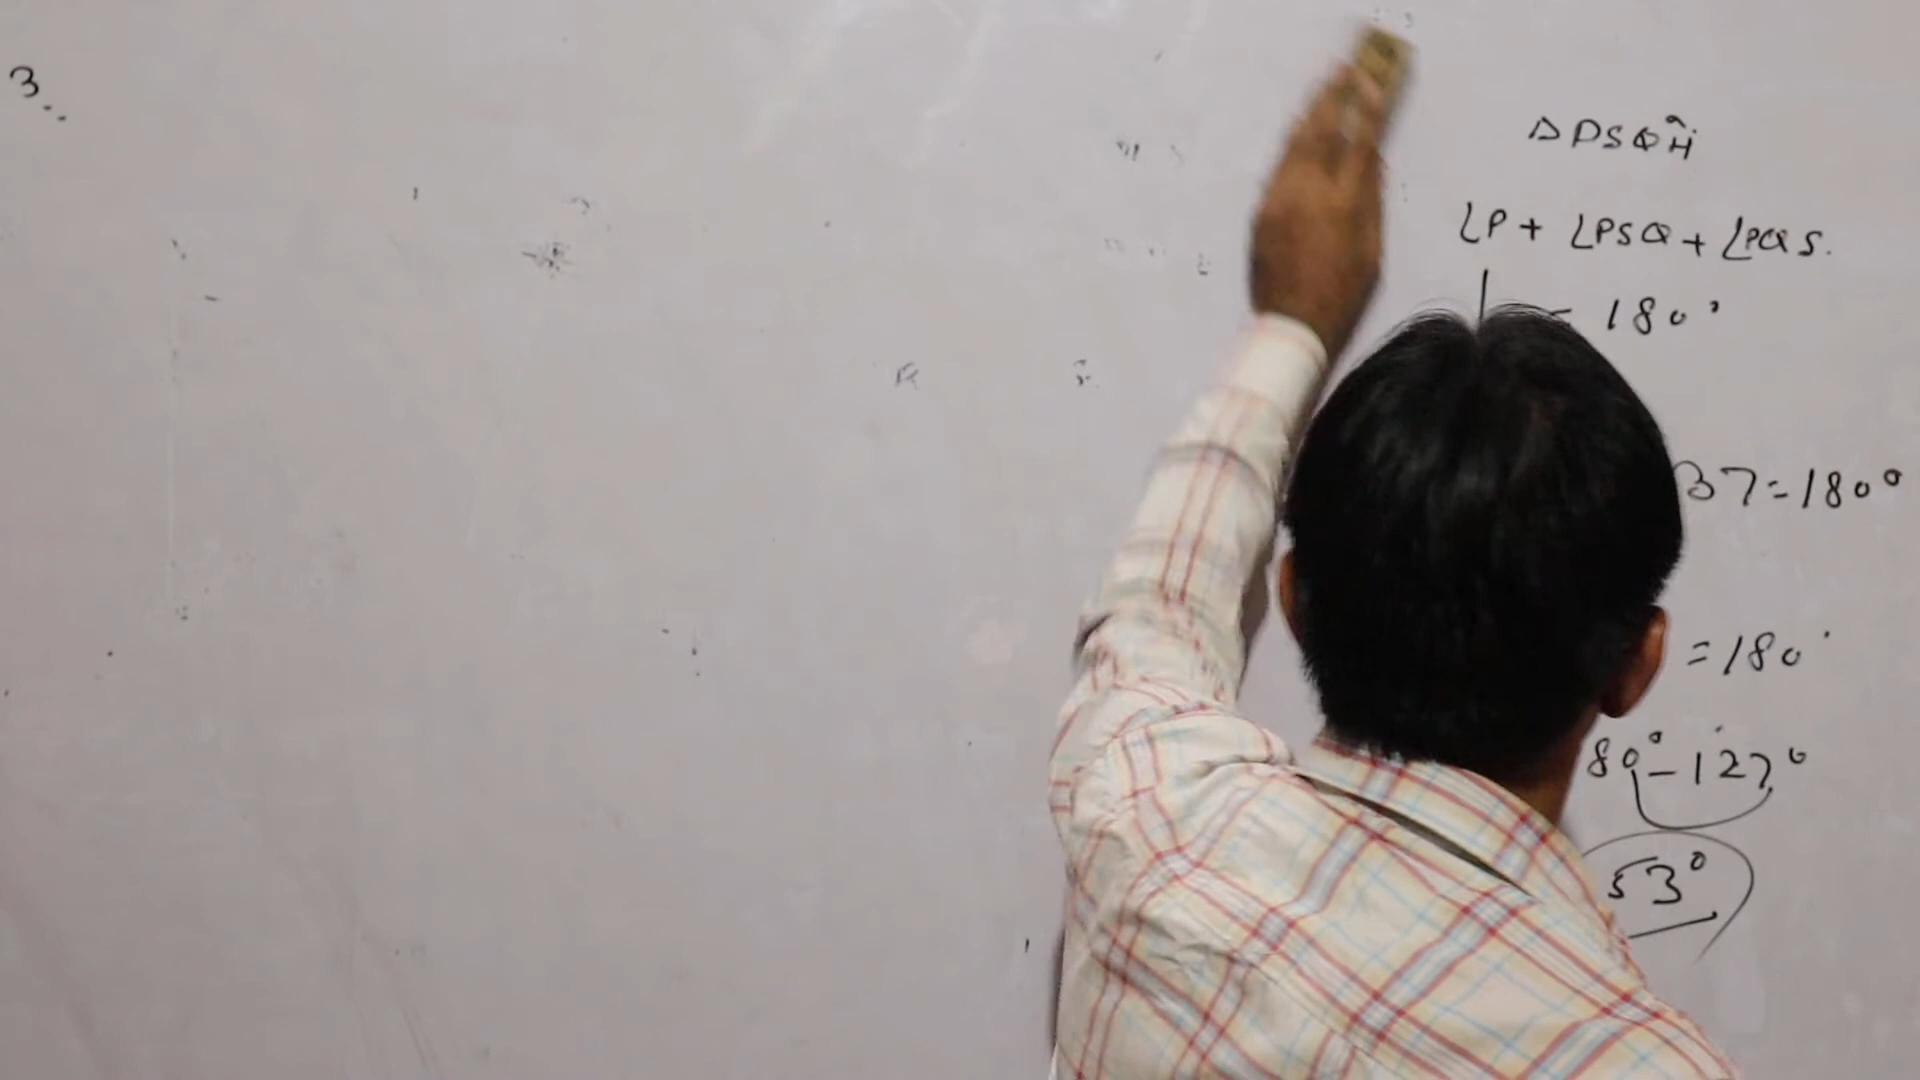 3.
Δ PSQ में
∠P + ∠PSQ + ∠PQS.
= 180°
37 = 180°
= 180°
80° - 127°
53°